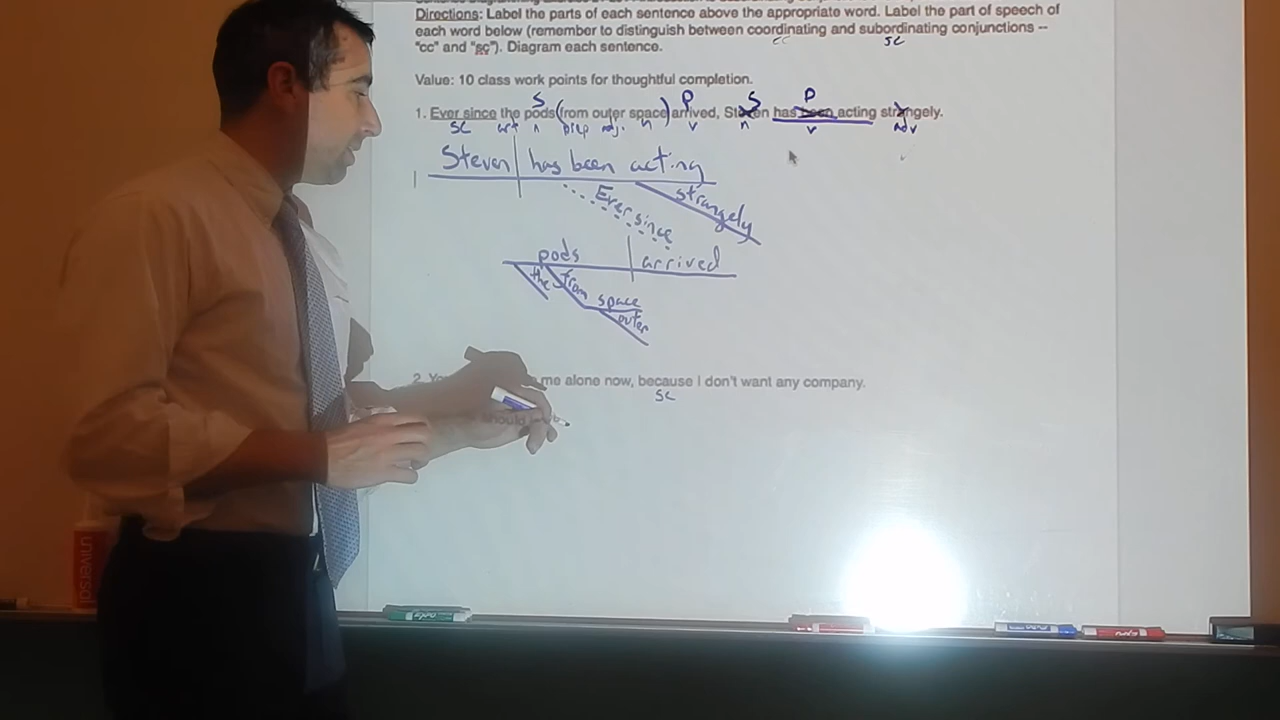 Directions: Label the parts of each sentence above the appropriate word. Label the part of speech of
each word below (remember to distinguish between coordinating and subordinating conjunctions --
cc sc
"cc" and "sc"). Diagram each sentence.
Value: 10 class work points for thoughtful completion.
S P S P
1. Ever since the pods (from outer space) arrived, Steven has been acting strangely.
sc art n prep adj. n v n v adv
Steven has been acting
Ever since strangely
pods arrived
the from space
outer
2. me alone now, because I don't want any company.
sc
should
universal
expo